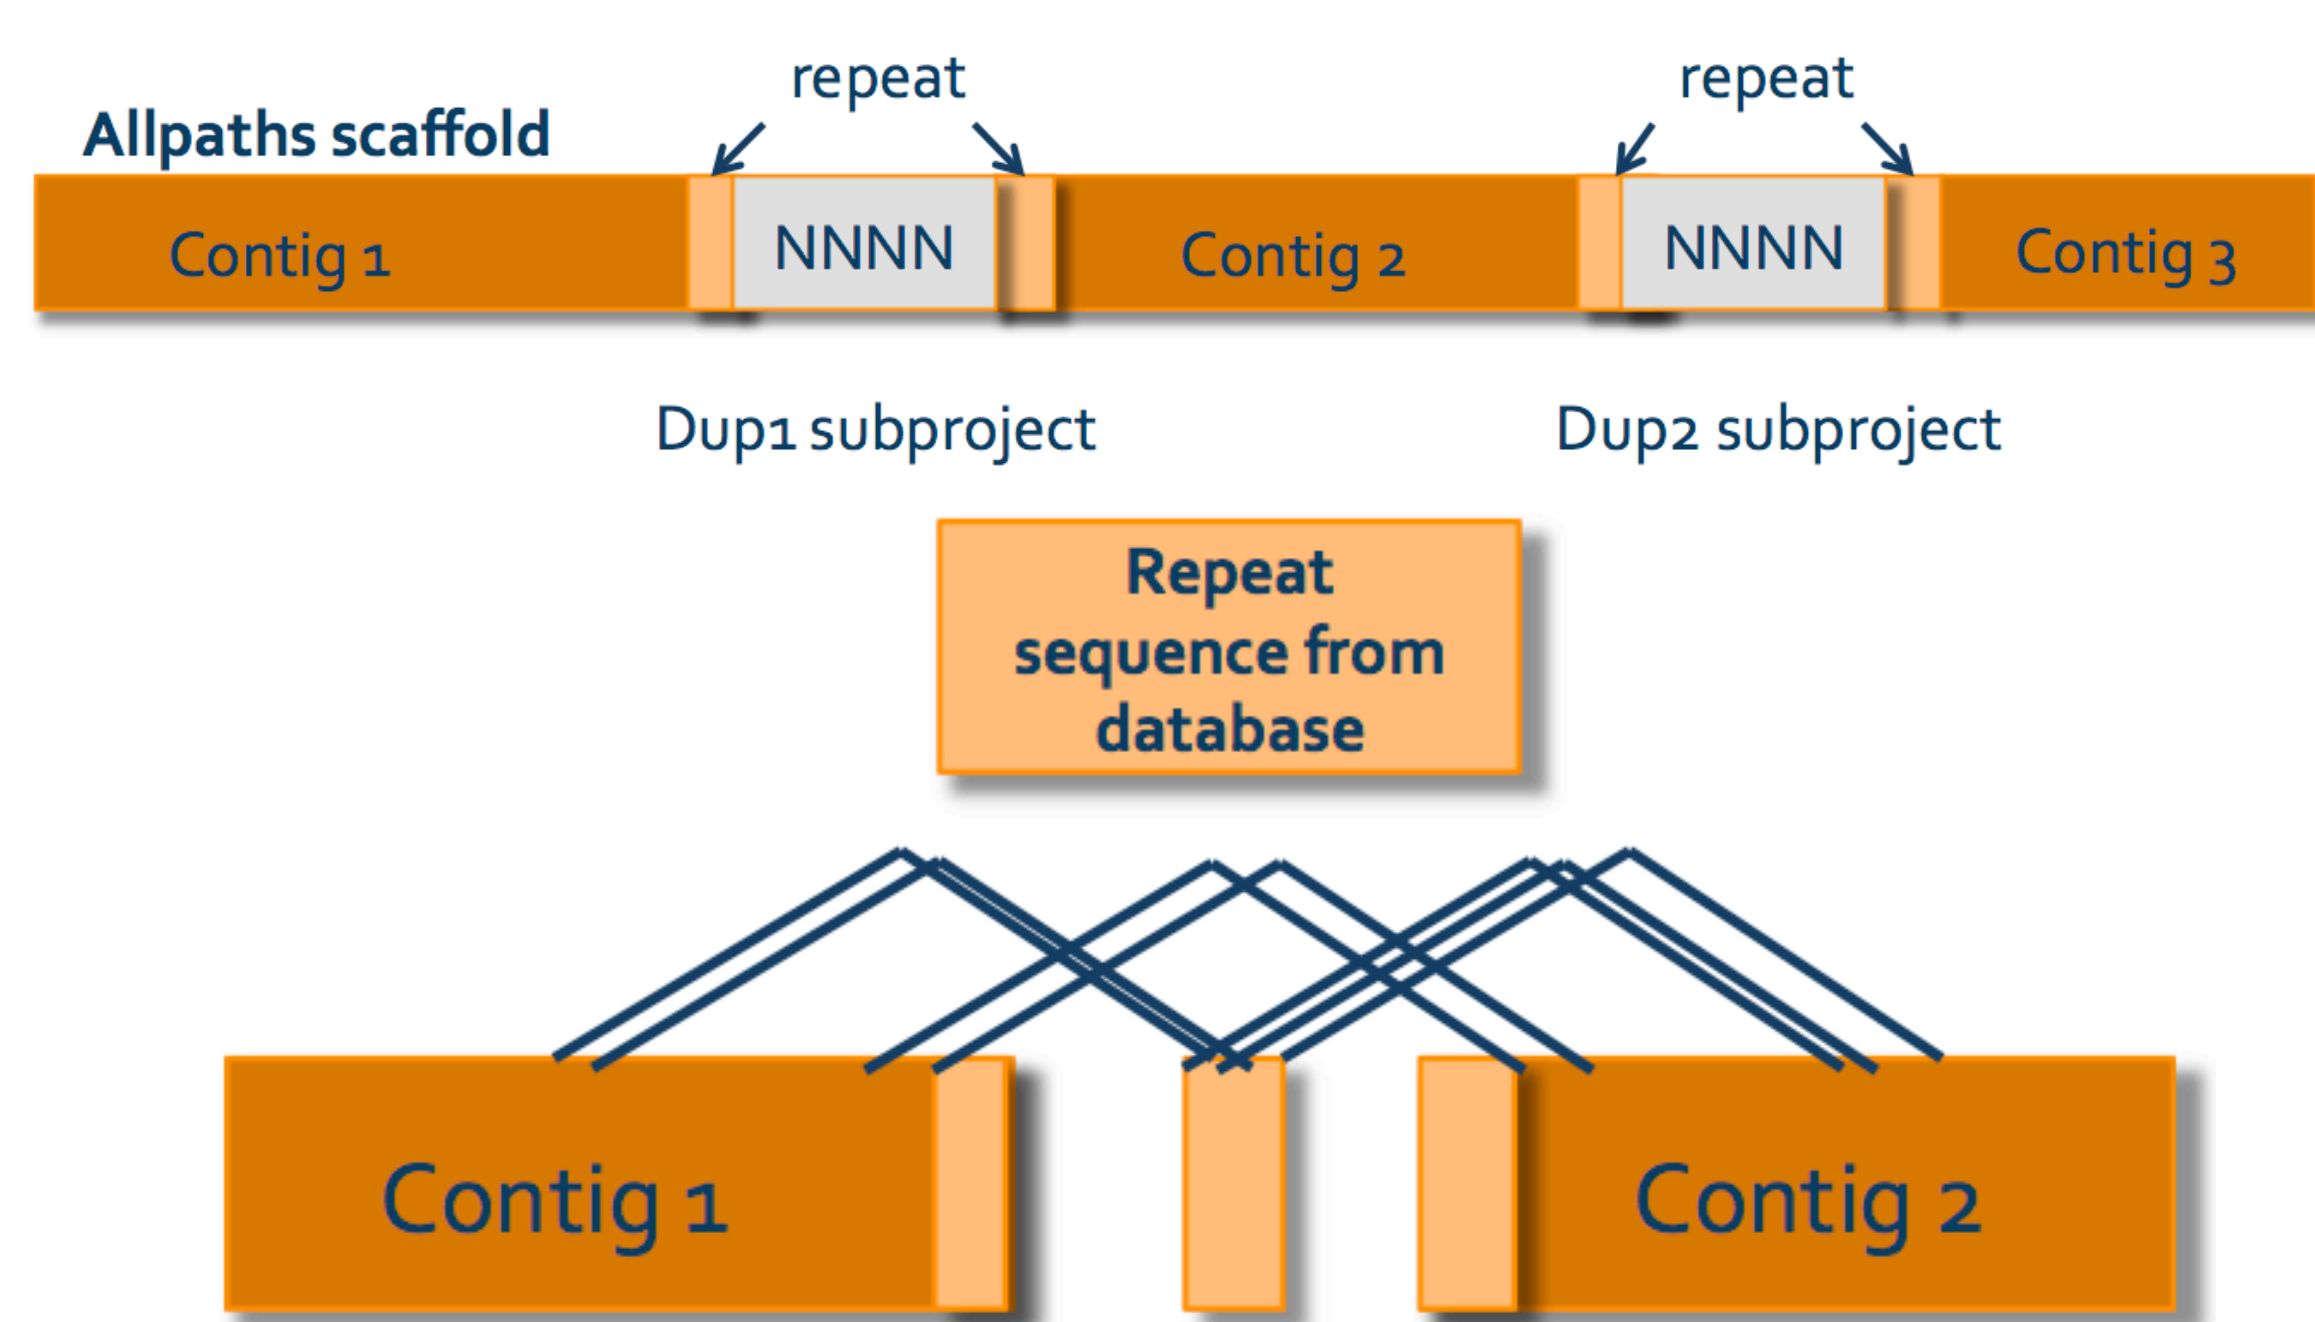 repeat
repeat
Allpaths scaffold
Contig 1
NNNN
Contig 2
NNNN
Contig 3
Dup1 subproject
Dup2 subproject
Repeat
sequence from
database
Contig 1
Contig 2